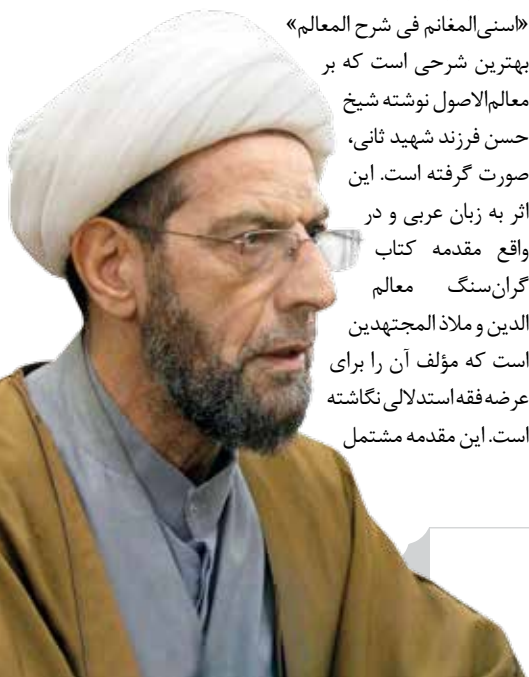 «اسنی‌المغانم فی شرح المعالم»
بهترین شرحی است که بر
معالم‌الاصول نوشته شیخ
حسن فرزند شهید ثانی،
صورت گرفته است. این
اثر به زبان عربی و در
واقع مقدمه کتاب
گران‌سنگ معالم
الدین و ملاذ المجتهدین
است که مؤلف آن را برای
عرضه فقه استدلالی نگاشته
است. این مقدمه مشتمل